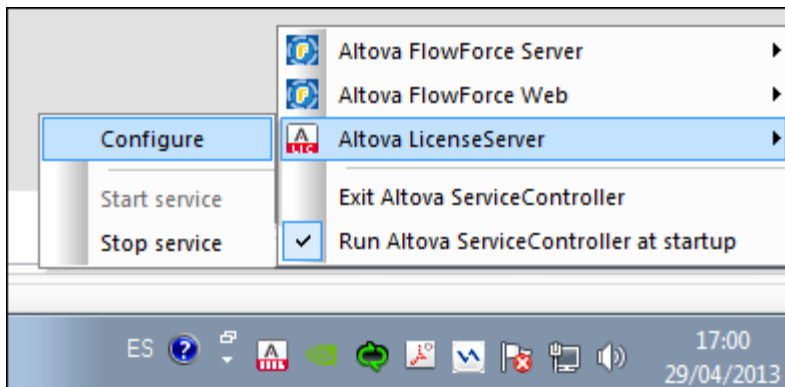 Altova FlowForce Server
Altova FlowForce Web
Altova LicenseServer
Exit Altova ServiceController
Run Altova ServiceController at startup
Configure
Start service
Stop service
LIC
ES
17:00
29/04/2013